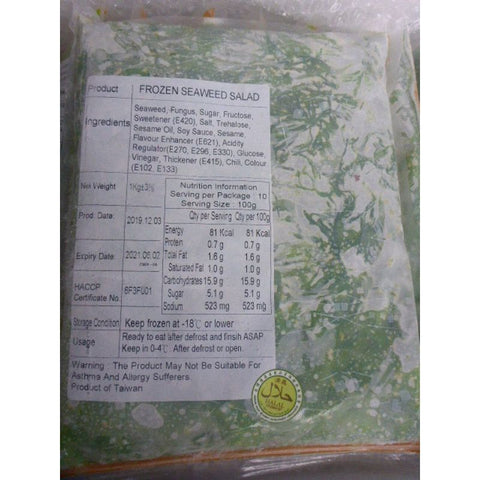 Product FROZEN SEAWEED SALAD
Ingredients Seaweed, Fungus, Sugar, Fructose,
Sweetener (E420), Salt, Trehalose,
Sesame Oil, Soy Sauce, Sesame,
Flavour Enhancer (E621), Acidity
Regulator(E270, E296, E330), Glucose,
Vinegar, Thickener (E415), Chili, Colour
(E102, E133)
Net Weight 1Kg±3%
Prod. Date: 2019.12.03
Expiry Date: 2021.06.02
HACCP
Certificate No.: 6F3FU01
Nutrition Information
Serving per Package : 10
Serving Size : 100g
Qty per Serving Qty per 100g
Energy 81 Kcal 81 Kcal
Protein 0.7 g 0.7 g
Total Fat 1.6 g 1.6 g
Saturated Fat 1.0 g 1.0 g
Carbohydrates 15.9 g 15.9 g
Sugar 5.1 g 5.1 g
Sodium 523 mg 523 mg
Storage Condition Keep frozen at -18℃ or lower
Usage Ready to eat after defrost and finish ASAP
Keep in 0-4℃. After defrost or open.
Warning : The Product May Not Be Suitable For
Asthma And Allergy Sufferers.
Product of Taiwan
حلال
HALAL